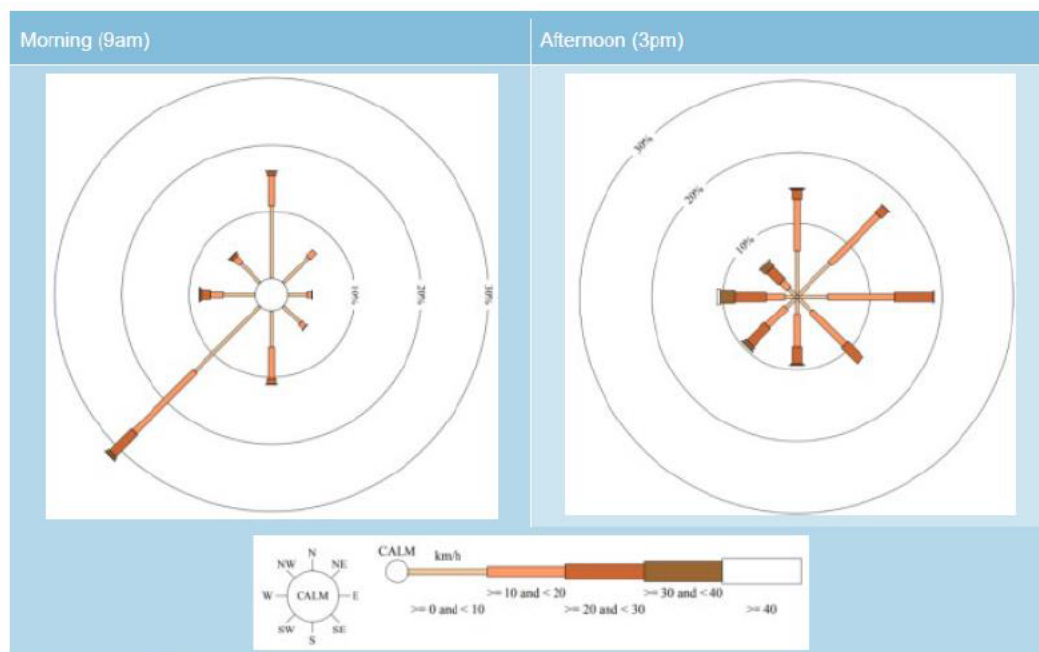 Morning (9am)
Afternoon (3pm)
10%
20%
30%
30%
20%
10%
N
NW
NE
W
CALM
E
SW
SE
S
CALM
km/h
>= 10 and < 20
>= 30 and <40
>= 0 and < 10
>= 20 and < 30
>= 40